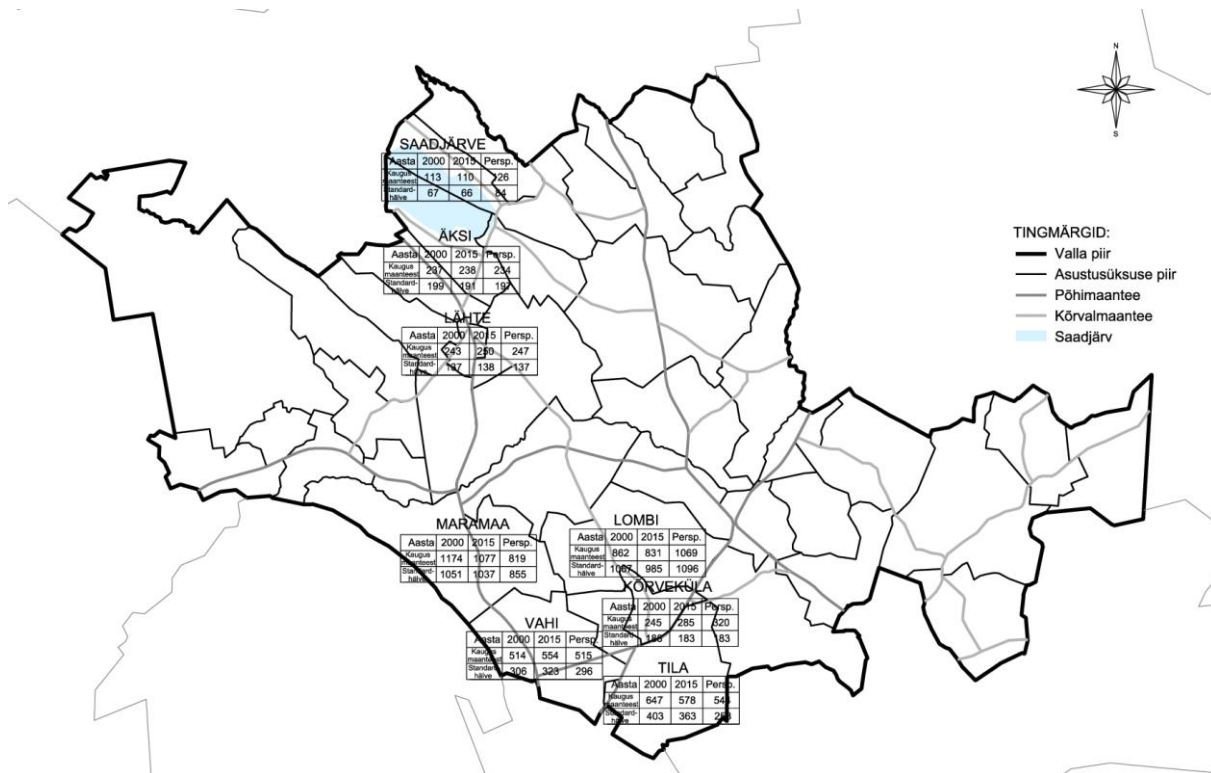 N
S
SAADJÄRVE
Aasta 2000 2015 Persp.
Kaugus maanteest 113 110 126
Standard-hälve 67 66 84
ÄKSI
Aasta 2000 2015 Persp.
Kaugus maanteest 237 238 234
Standard-hälve 199 191 197
LÄHTE
Aasta 2000 2015 Persp.
Kaugus maanteest 243 250 247
Standard-hälve 137 138 137
MARAMAA
Aasta 2000 2015 Persp.
Kaugus maanteest 1174 1077 819
Standard-hälve 1051 1037 855
LOMBI
Aasta 2000 2015 Persp.
Kaugus maanteest 862 831 1069
Standard-hälve 985 1096
KÕRVEKÜLA
Aasta 2000 2015 Persp.
Kaugus maanteest 245 285 320
Standard-hälve 183
VAHI
Aasta 2000 2015 Persp.
Kaugus maanteest 514 554 515
Standard-hälve 306 323 296
TILA
Aasta 2000 2015 Persp.
Kaugus maanteest 647 578
Standard-hälve 403 363
TINGMÄRGID:
Valla piir
Asustusüksuse piir
Põhimaantee
Kõrvalmaantee
Saadjärv